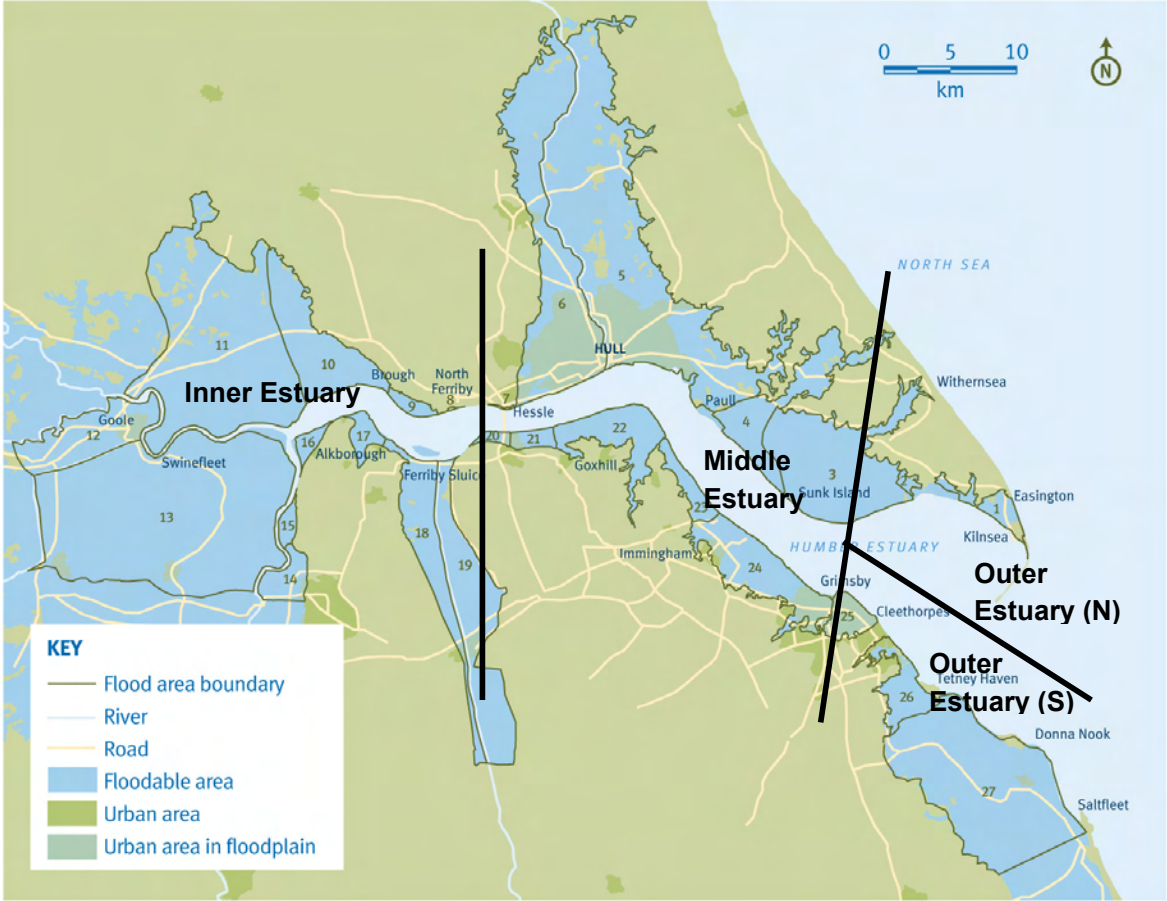 0 5 10
km
N
NORTH SEA
5
6
HULL
11
10
Brough
North
Ferriby
8
9
7
Hessle
Inner Estuary
Withernsea
Paull
4
Goole
12
16
17
Alkborough
Swinefleet
20
21
22
Goxhill
Ferriby Sluice
Middle
Estuary
3
Sunk Island
2
1
Easington
Kilnsea
13
15
14
18
19
23
Immingham
24
HUMBER ESTUARY
Grimsby
25
Cleethorpes
Outer
Estuary (N)
Outer
Estuary (S)
Tetney Haven
26
Donna Nook
27
Saltfleet
KEY
Flood area boundary
River
Road
Floodable area
Urban area
Urban area in floodplain